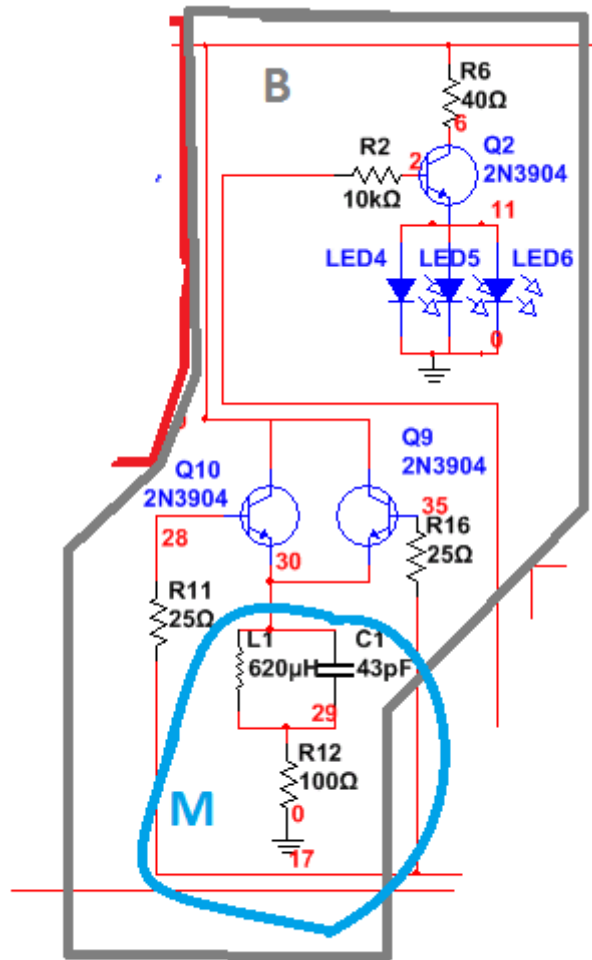 B
R6
40Ω
6
Q2
2N3904
R2
2
10kΩ
11
LED4
LED5
LED6
0
Q9
2N3904
Q10
2N3904
35
28
R16
25Ω
30
R11
25Ω
L1
620µH
C1
43pF
29
R12
100Ω
M
0
17